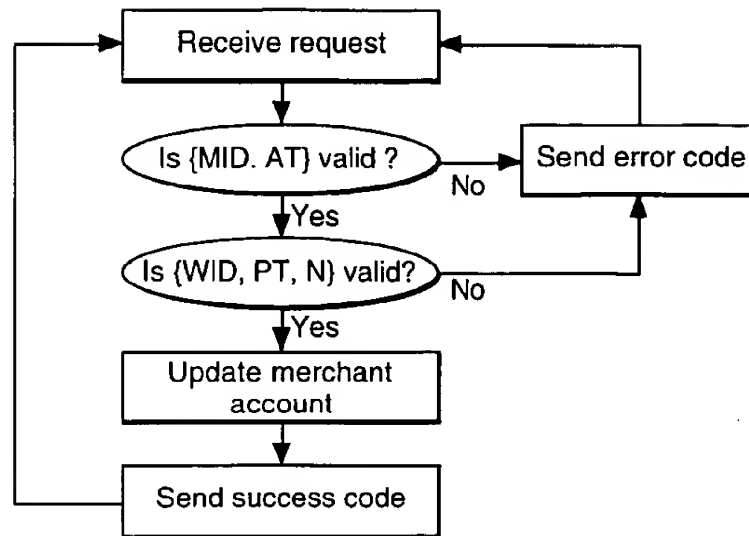 Receive request
Is {MID. AT} valid ?
No
Send error code
Yes
Is {WID, PT, N} valid?
No
Yes
Update merchant
account
Send success code